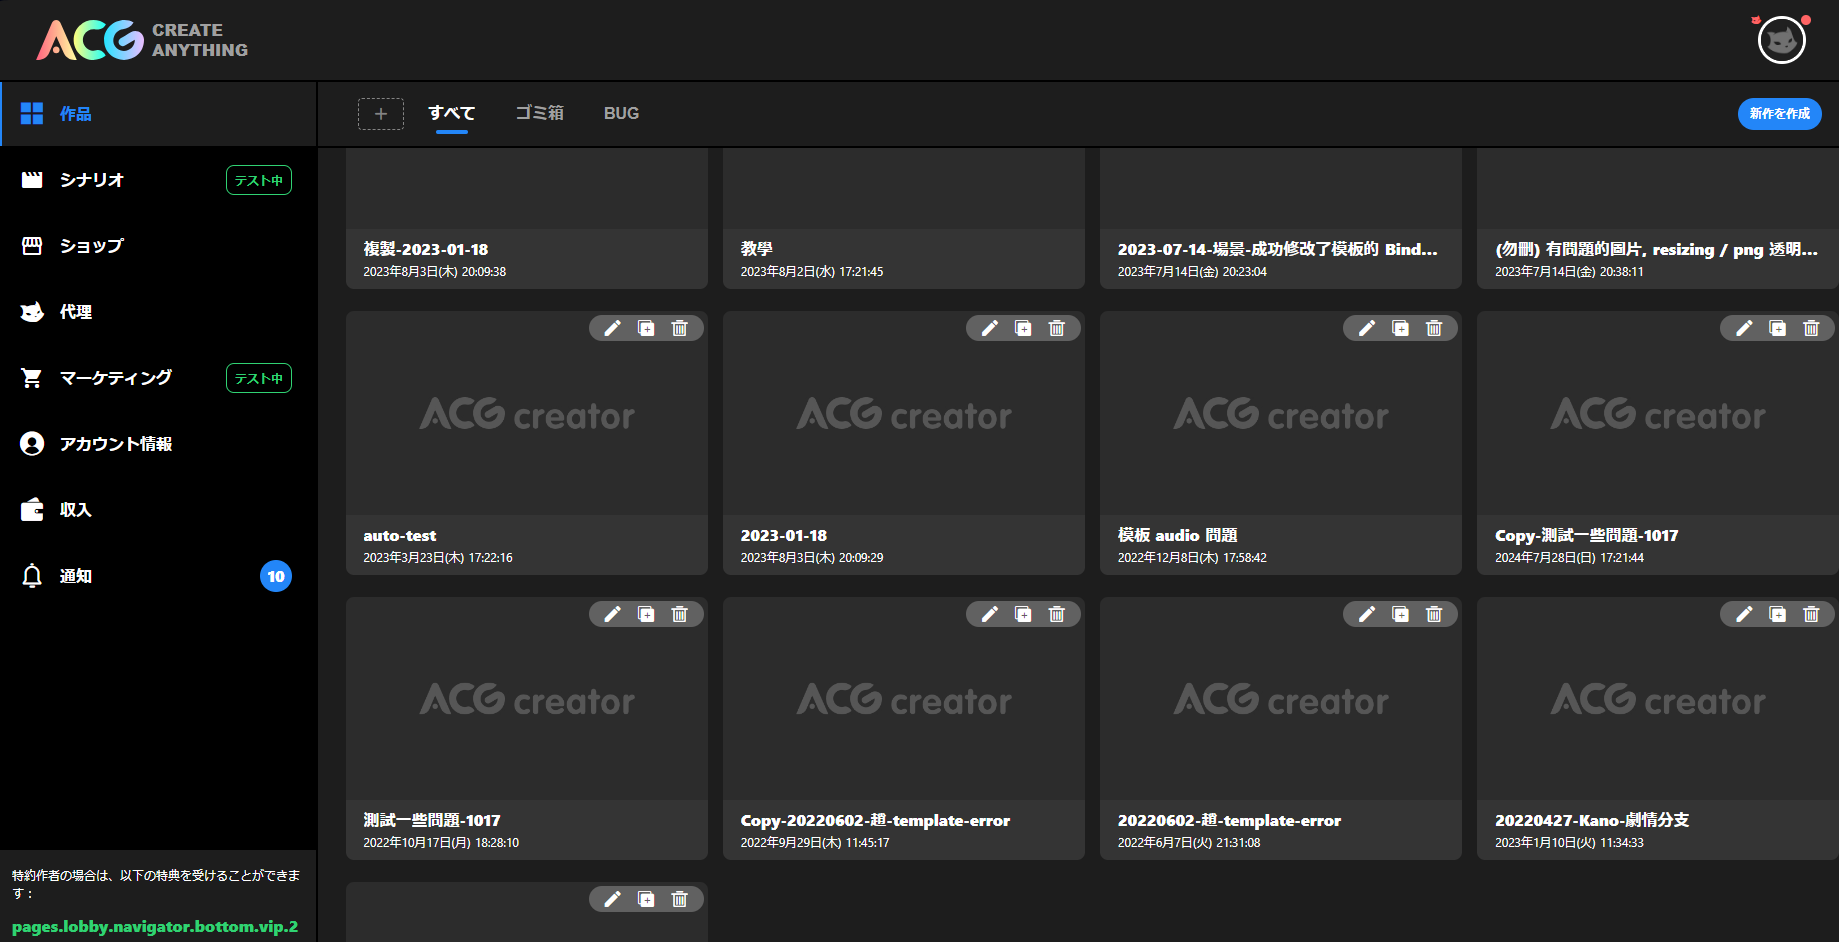 ACG CREATE
ANYTHING
作品
シナリオ
テスト中
ショップ
代理
マーケティング
テスト中
アカウント情報
収入
通知
10
特約作者の場合は、以下の特典を受けることができま
す：
pages.lobby.navigator.bottom.vip.2
+
すべて
ゴミ箱
BUG
新作を作成
複製-2023-01-18
2023年8月3日(木) 20:09:38
教學
2023年8月2日(水) 17:21:45
2023-07-14-場景-成功修改了模板的 Bind...
2023年7月14日(金) 20:23:04
(勿刪) 有問題的圖片, resizing / png 透明...
2023年7月14日(金) 20:38:11
ACG creator
auto-test
2023年3月23日(木) 17:22:16
ACG creator
2023-01-18
2023年8月3日(木) 20:09:29
ACG creator
模板 audio 問題
2022年12月8日(木) 17:58:42
ACG creator
Copy-測試一些問題-1017
2024年7月28日(日) 17:21:44
ACG creator
測試一些問題-1017
2022年10月17日(月) 18:28:10
ACG creator
Copy-20220602-趙-template-error
2022年9月29日(木) 11:45:17
ACG creator
20220602-趙-template-error
2022年6月7日(火) 21:31:08
ACG creator
20220427-Kano-劇情分支
2023年1月10日(火) 11:34:33